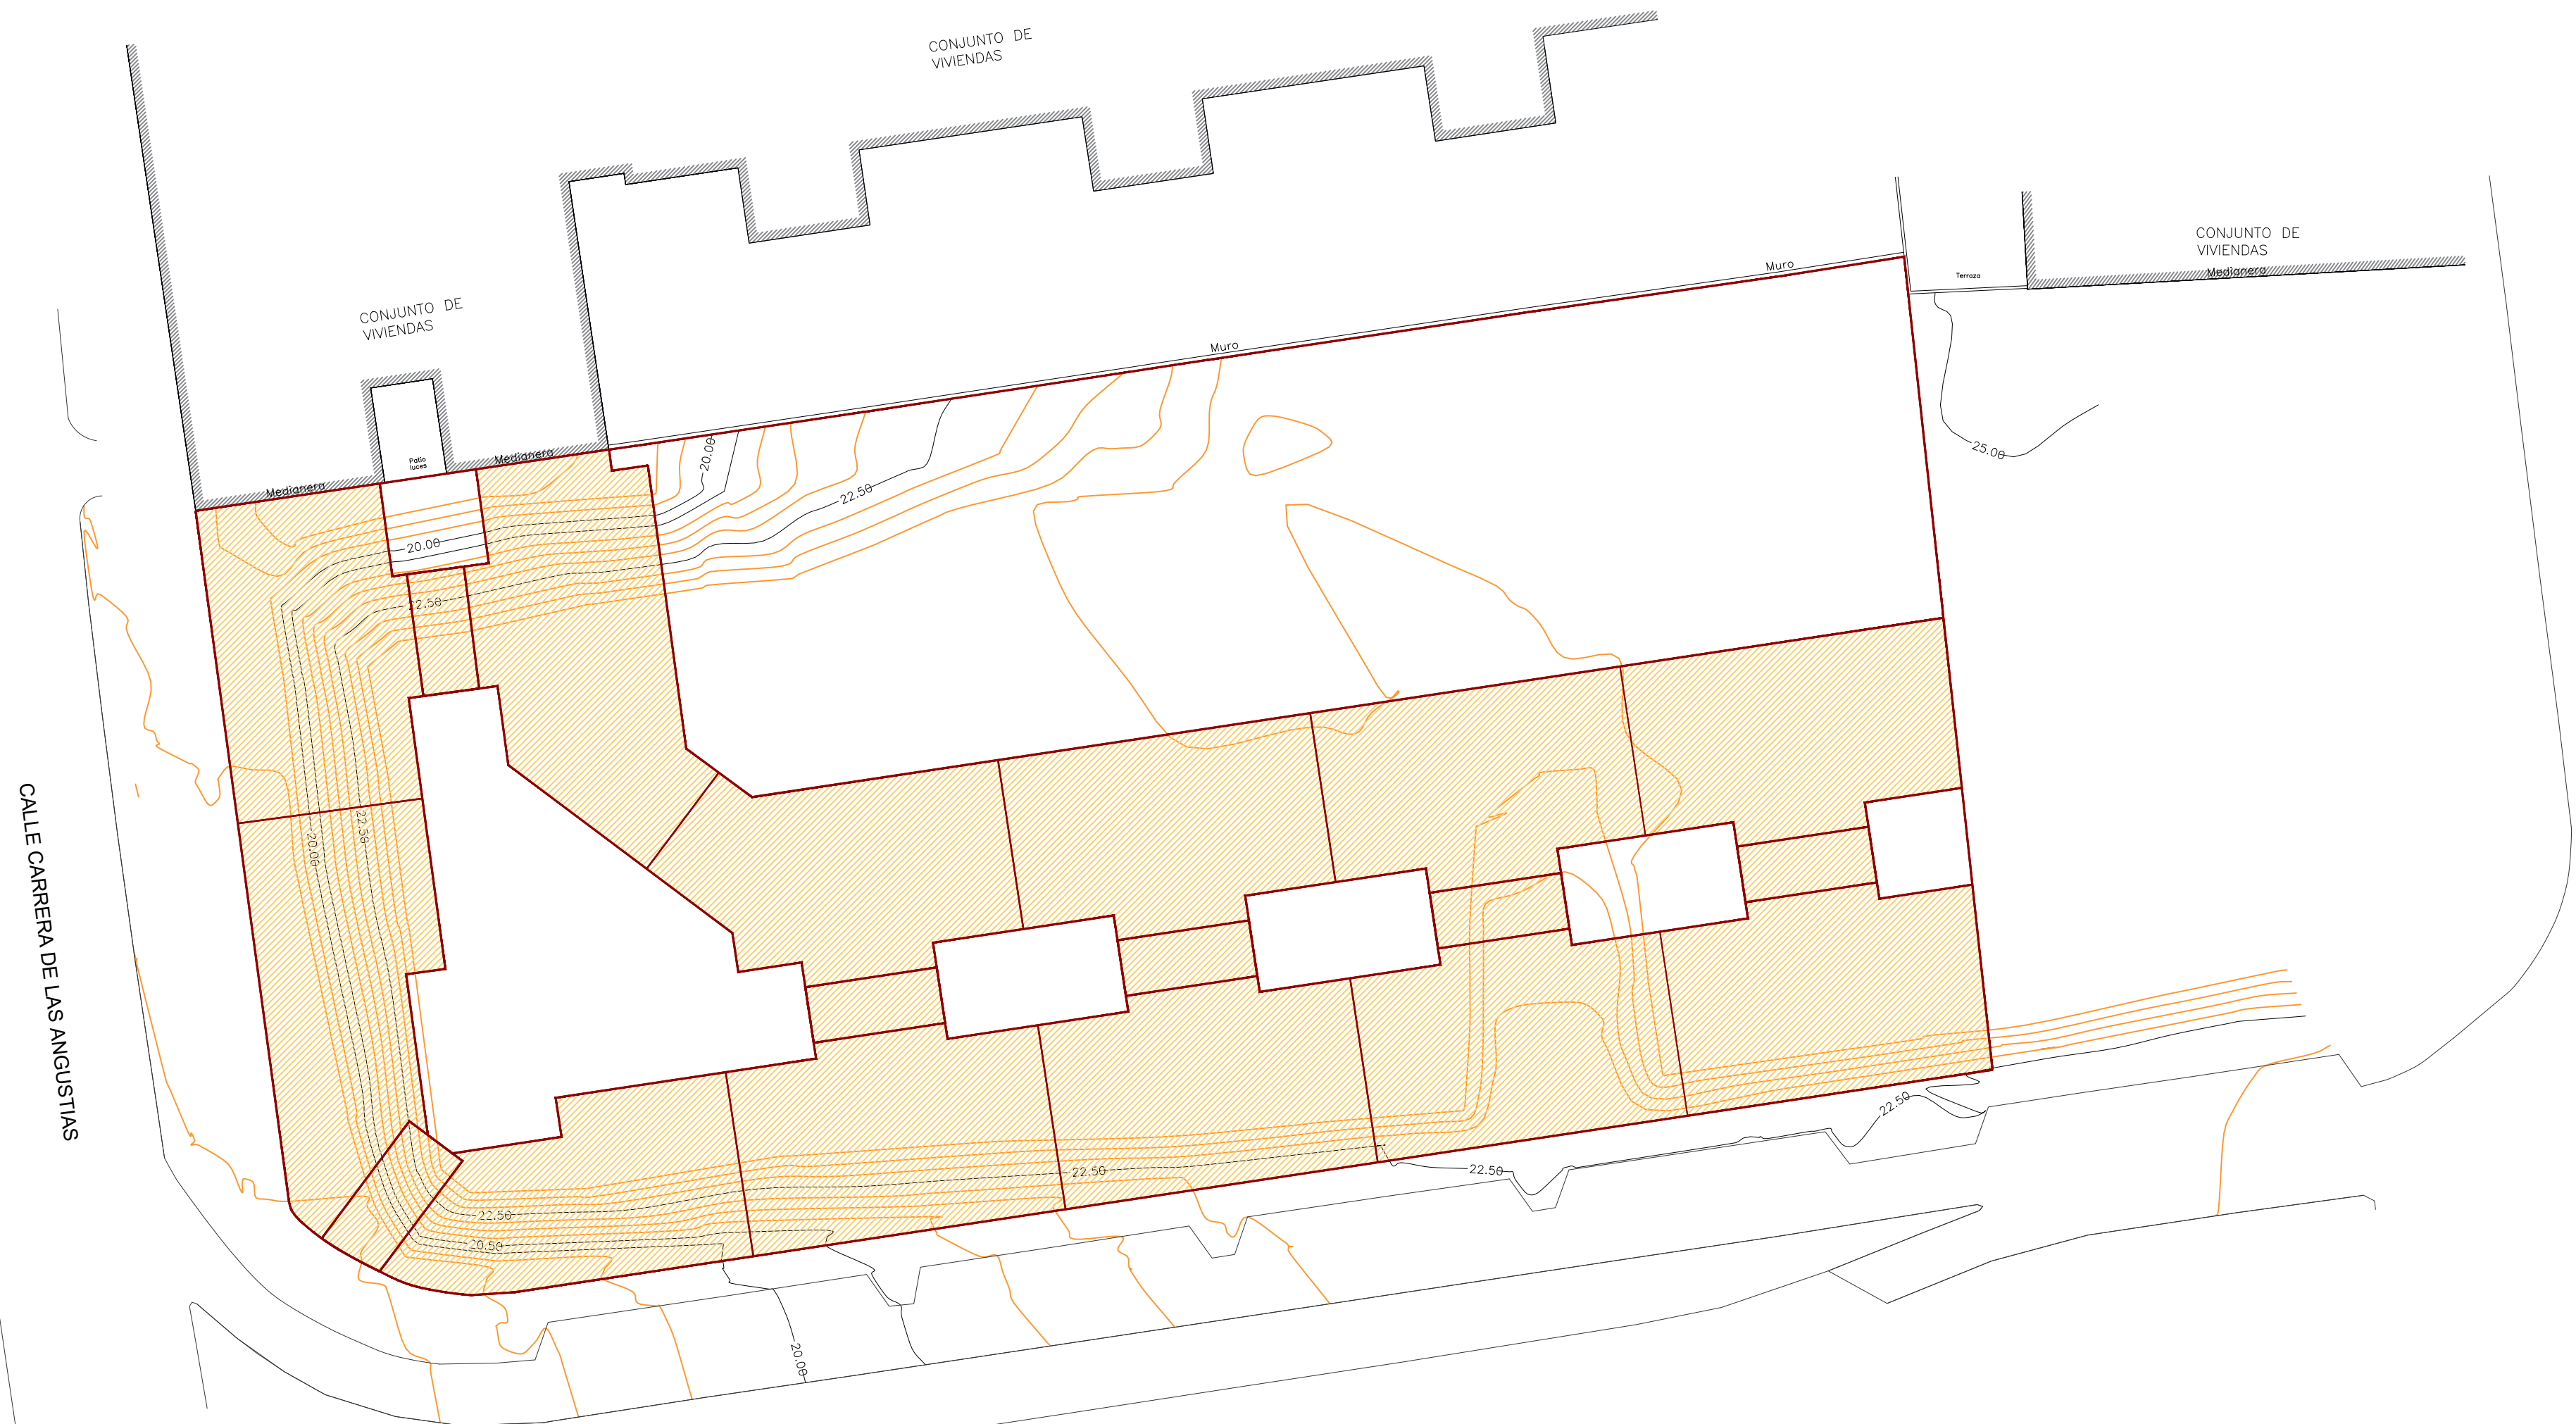 CONJUNTO DE
VIVIENDAS
CONJUNTO DE
VIVIENDAS
Medianera
Terraza
Muro
CONJUNTO DE
VIVIENDAS
Muro
Patio
luces
Medianera
Medianera
20.00
22.50
25.00
20.00
22.50
CALLE CARRERA DE LAS ANGUSTIAS
20.00
22.50
22.50
20.50
22.50
22.50
22.50
20.00